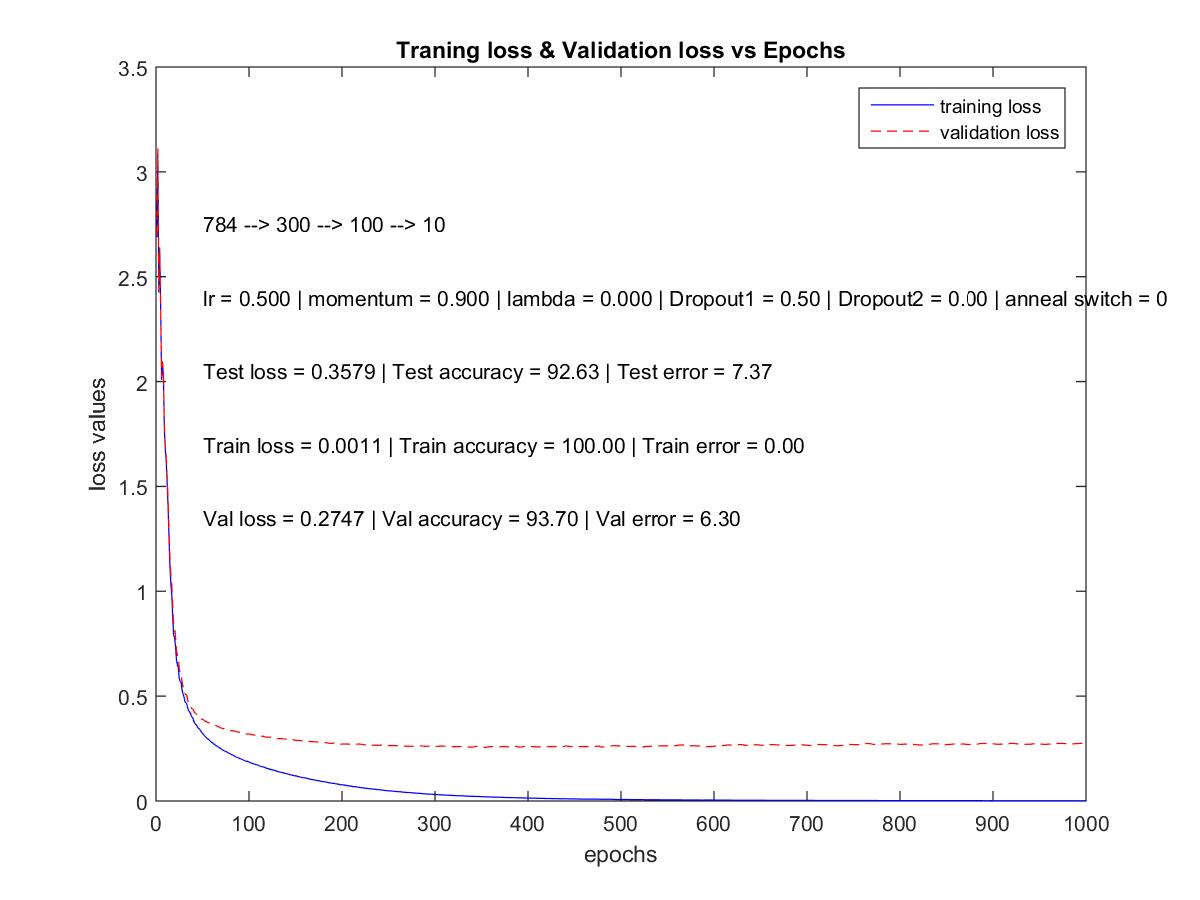 Traning loss & Validation loss vs Epochs
3.5
3
2.5
2
1.5
1
0.5
0
loss values
training loss
validation loss
784 --> 300 --> 100 --> 10
lr = 0.500 | momentum = 0.900 | lambda = 0.000 | Dropout1 = 0.50 | Dropout2 = 0.00 | anneal switch = 0
Test loss = 0.3579 | Test accuracy = 92.63 | Test error = 7.37
Train loss = 0.0011 | Train accuracy = 100.00 | Train error = 0.00
Val loss = 0.2747 | Val accuracy = 93.70 | Val error = 6.30
0 100 200 300 400 500 600 700 800 900 1000
epochs